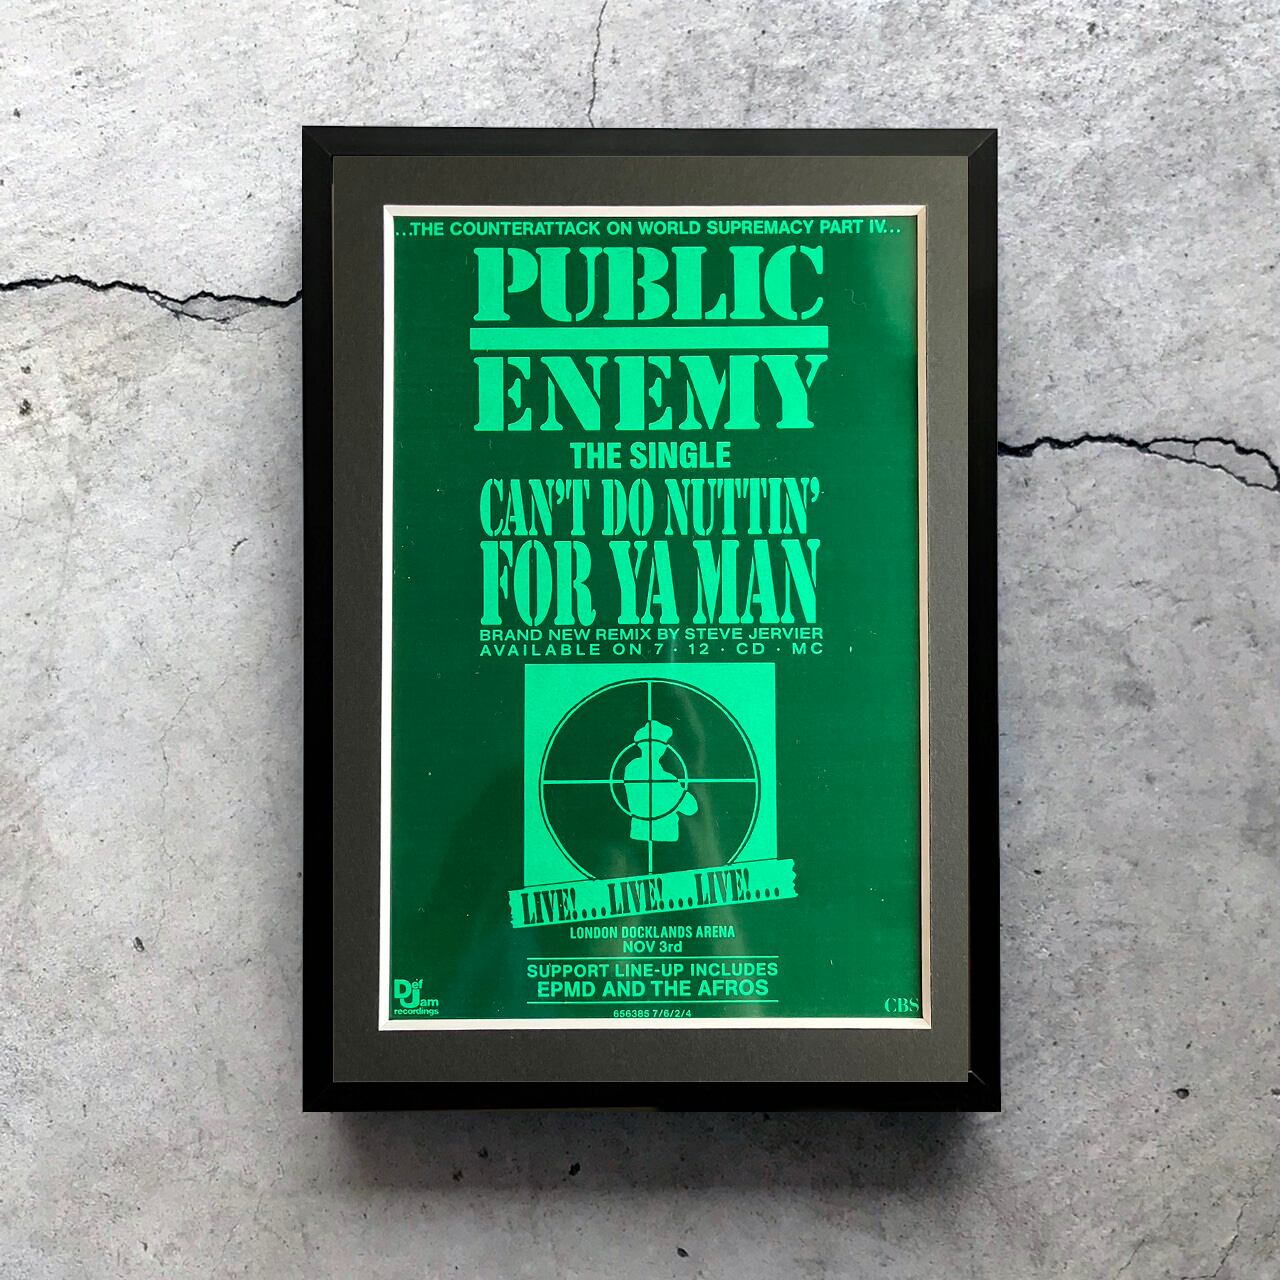 ...THE COUNTERATTACK ON WORLD SUPREMACY PART IV...
PUBLIC
ENEMY
THE SINGLE
CAN'T DO NUTTIN'
FOR YA MAN
BRAND NEW REMIX BY STEVE JERVIER
AVAILABLE ON 7 · 12 · CD · MC
LIVE!....LIVE!...LIVE!....
LONDON DOCKLANDS ARENA
NOV 3rd
SUPPORT LINE-UP INCLUDES
EPMD AND THE AFROS
656385 7/6/2/4
Def
Jam
recordings
CBS